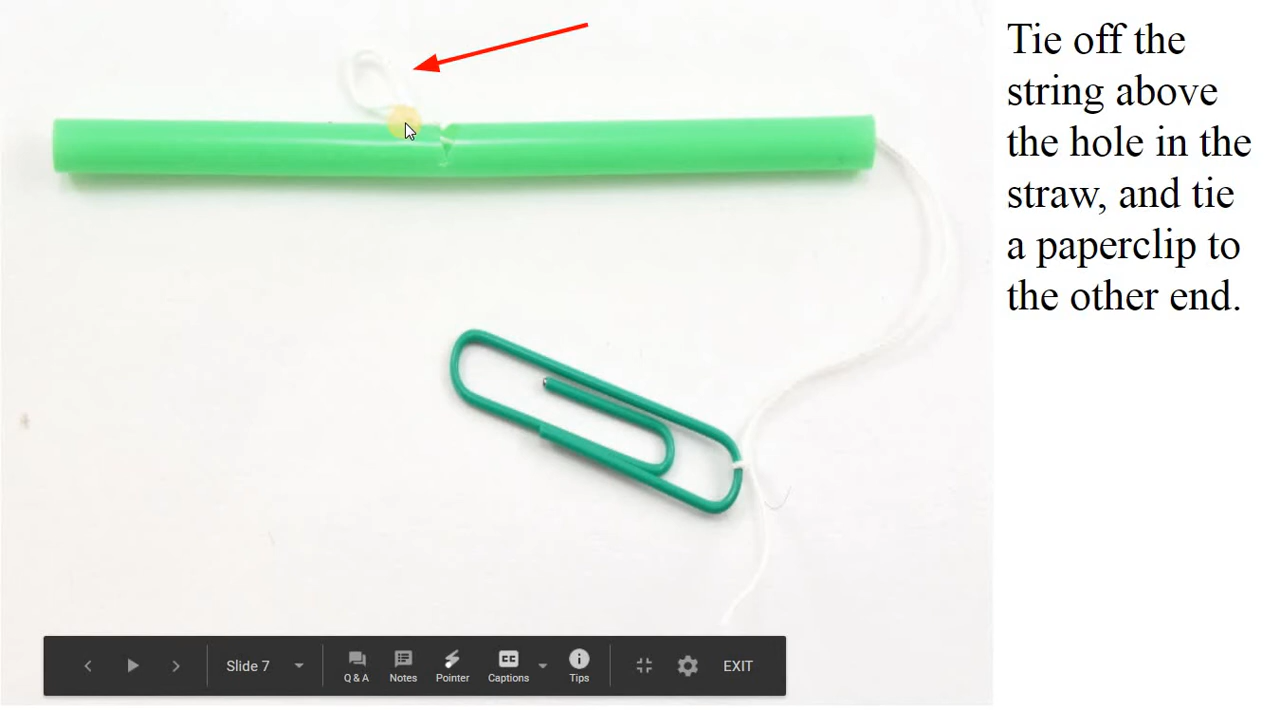 Tie off the
string above
the hole in the
straw, and tie
a paperclip to
the other end.
Slide 7
Q & A
Notes
Pointer
CC
Captions
Tips
EXIT